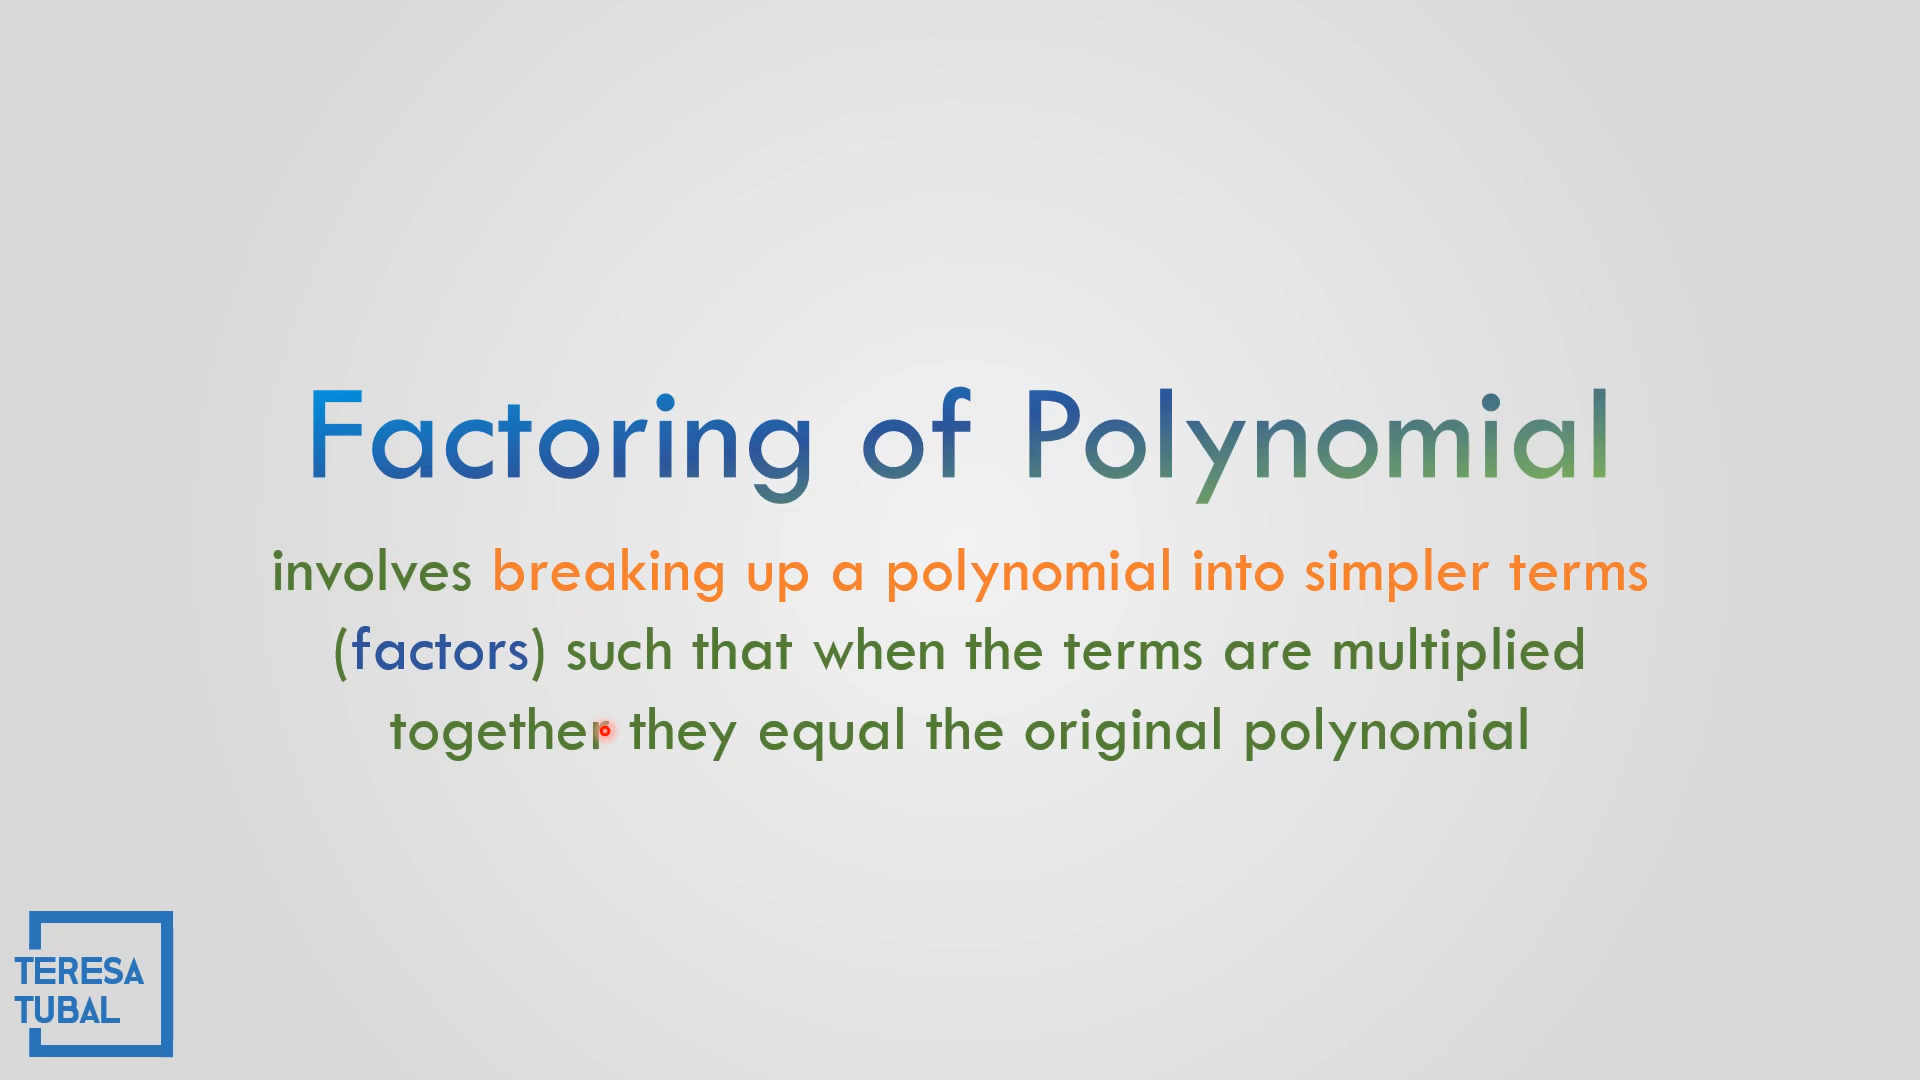 Factoring of Polynomial
involves breaking up a polynomial into simpler terms
(factors) such that when the terms are multiplied
together they equal the original polynomial
TERESA
TUBAL